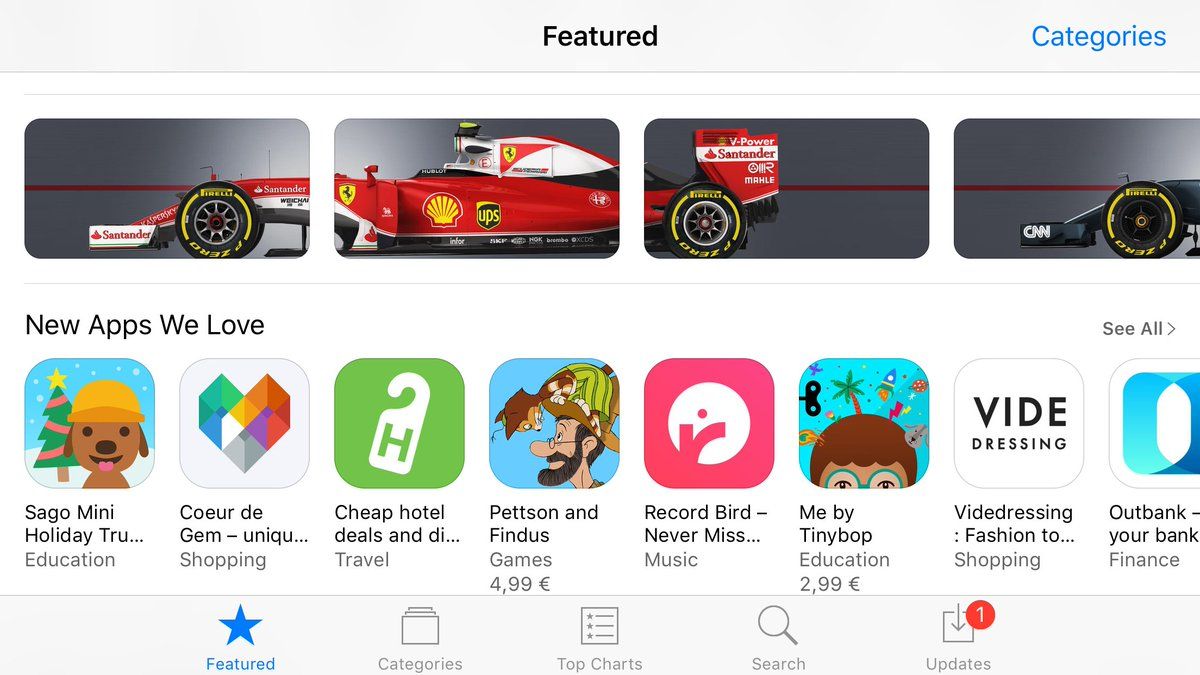 Featured
Categories
Santander
KASPERSKY
PIRELLI
P ZERO
Santander
WEICHAI
HUBLOT
E
ups
infor SKF NGK brembo OXCDS
V-Power
Santander
OMR
MAHLE
PIRELLI
P ZERO
CNN
PIRELLI
P ZERO
New Apps We Love
See All
H
VIDE
DRESSING
Sago Mini
Holiday Tru...
Education
Coeur de
Gem – uniqu...
Shopping
Cheap hotel
deals and di...
Travel
Pettson and
Findus
Games
4,99 €
Record Bird –
Never Miss...
Music
Me by
Tinybop
Education
2,99 €
Videdressing
: Fashion to...
Shopping
Outbank –
your bank
Finance
Featured
Categories
Top Charts
Search
1
Updates